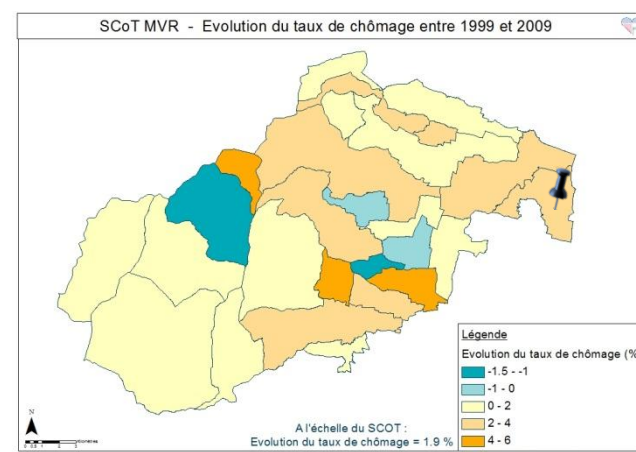 SCoT MVR - Evolution du taux de chômage entre 1999 et 2009
Légende
Evolution du taux de chômage (%
-1.5 - -1
-1 - 0
0 - 2
2 - 4
4 - 6
N
A l'échelle du SCOT :
Evolution du taux de chômage = 1.9 %